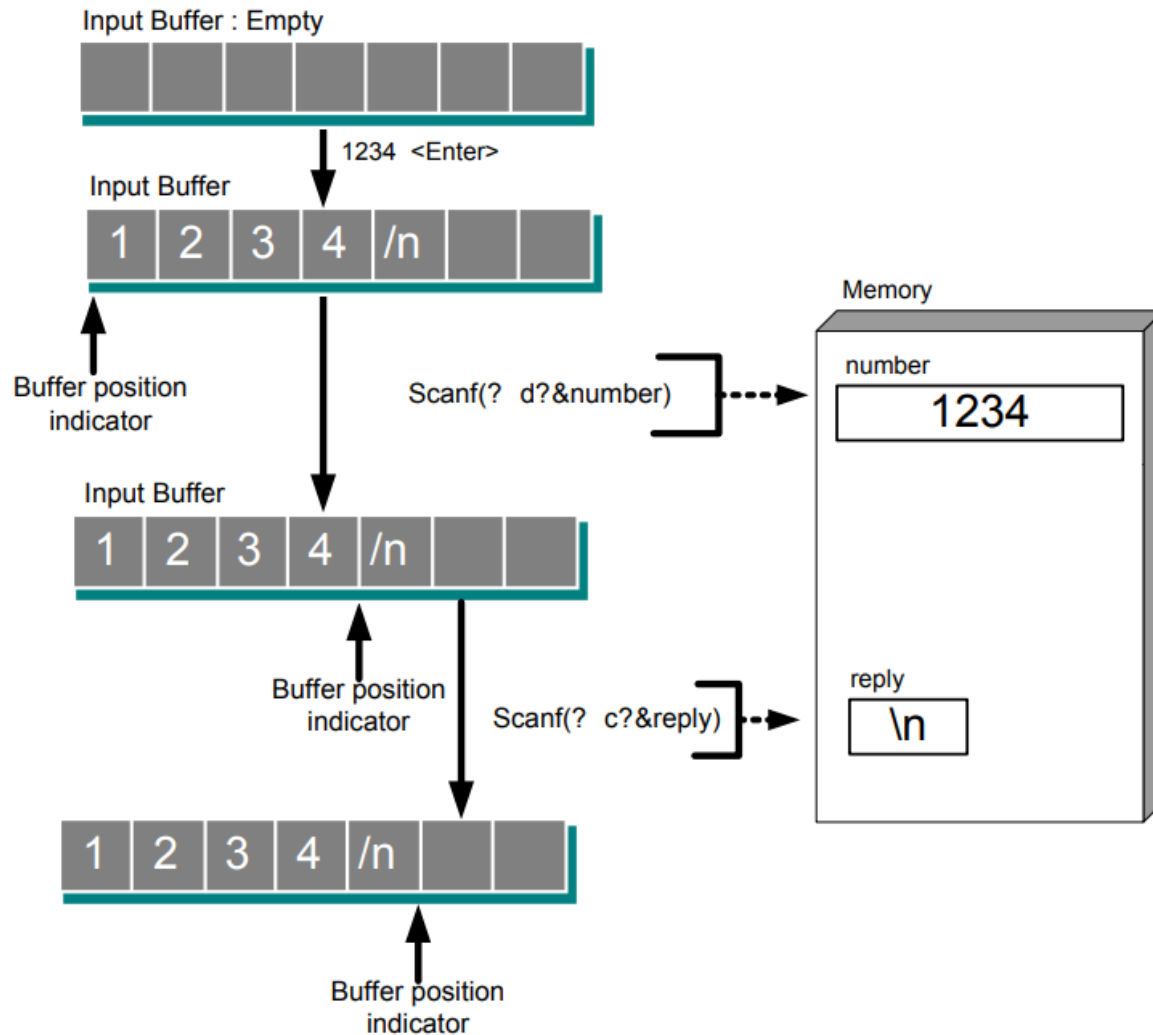 Input Buffer : Empty
1234 <Enter>
Input Buffer
1 2 3 4 /n
Buffer position
indicator
Memory
number
1234
Scanf(? d?&number)
Input Buffer
1 2 3 4 /n
Buffer position
indicator
reply
\n
Scanf(? c?&reply)
1 2 3 4 /n
Buffer position
indicator